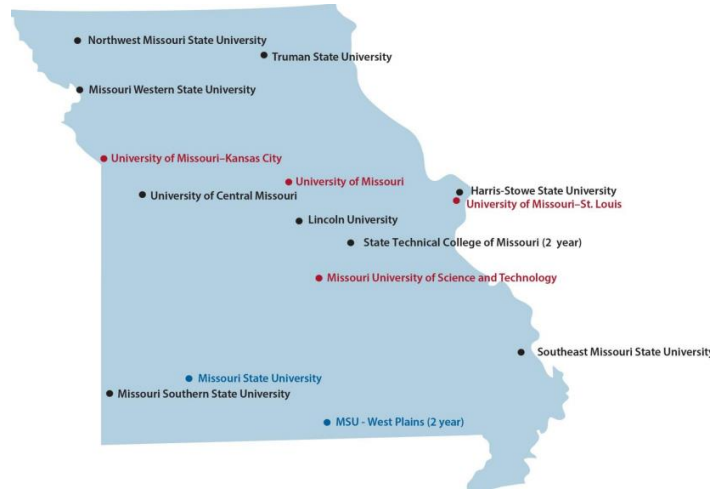 Northwest Missouri State University
Truman State University
Missouri Western State University
University of Missouri–Kansas City
University of Missouri
University of Central Missouri
Harris-Stowe State University
University of Missouri–St. Louis
Lincoln University
State Technical College of Missouri (2 year)
Missouri University of Science and Technology
Southeast Missouri State University
Missouri State University
Missouri Southern State University
MSU - West Plains (2 year)